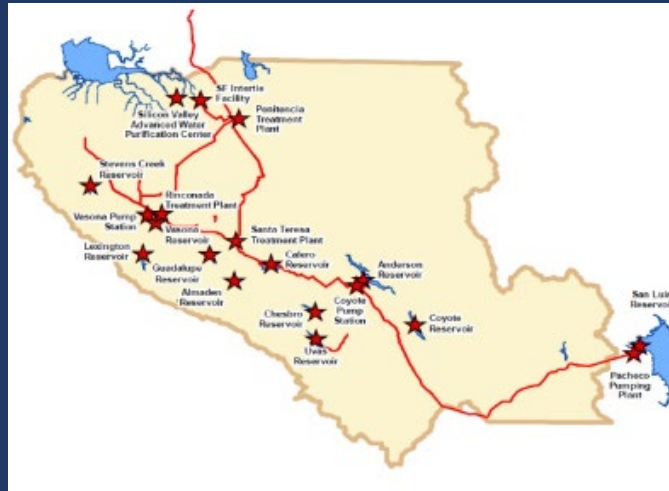 SF Intertie
Facility
Penitencia
Treatment
Plant
Silicon Valley
Advanced Water
Purification Center
Stevens Creek
Reservoir
Rinconada
Treatment Plant
Vasona Pump
Station
Vasona
Reservoir
Santa Teresa
Treatment Plant
Lexington
Reservoir
Guadalupe
Reservoir
Calero
Reservoir
Almaden
Reservoir
Anderson
Reservoir
Coyote
Pump
Station
Chesbro
Reservoir
Coyote
Reservoir
Uvas
Reservoir
San Luis
Reservoir
Pacheco
Pumping
Plant